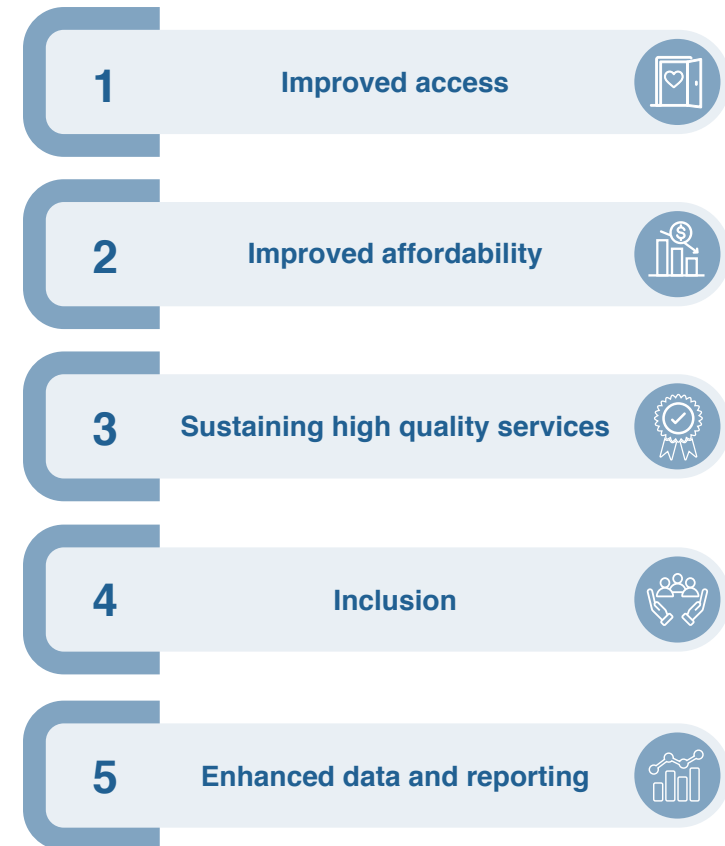 1
Improved access
2
Improved affordability
$
3
Sustaining high quality services
4
Inclusion
5
Enhanced data and reporting